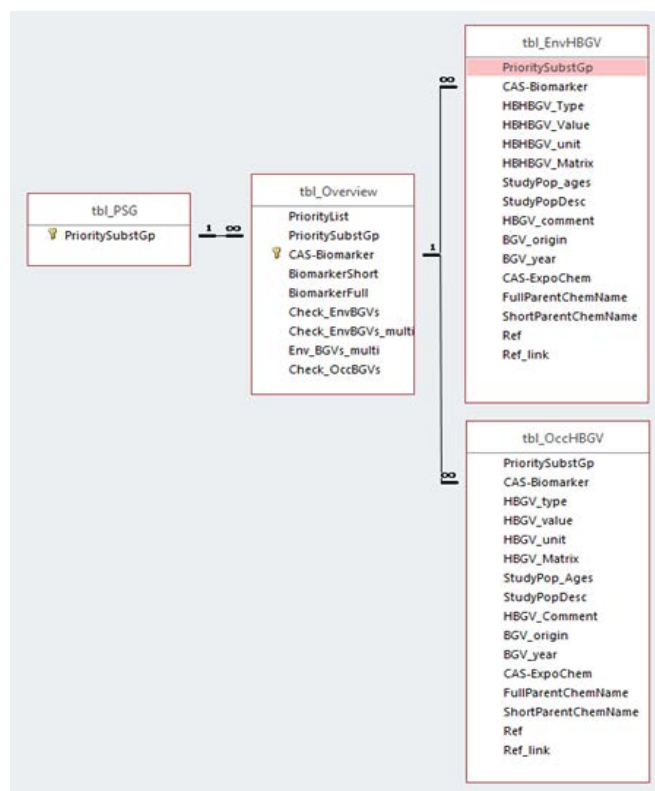 tbl_PSG
PrioritySubstGp
1 ∞
tbl_Overview
PriorityList
PrioritySubstGp
CAS-Biomarker
BiomarkerShort
BiomarkerFull
Check_EnvBGVs
Check_EnvBGVs_multi
Env_BGVs_multi
Check_OccBGVs
1
∞
∞
tbl_EnvHBGV
PrioritySubstGp
CAS-Biomarker
HBHBGV_Type
HBHBGV_Value
HBHBGV_unit
HBHBGV_Matrix
StudyPop_ages
StudyPopDesc
HBGV_comment
BGV_origin
BGV_year
CAS-ExpoChem
FullParentChemName
ShortParentChemName
Ref
Ref_link
tbl_OccHBGV
PrioritySubstGp
CAS-Biomarker
HBGV_type
HBGV_value
HBGV_unit
HBGV_Matrix
StudyPop_Ages
StudyPopDesc
HBGV_Comment
BGV_origin
BGV_year
CAS-ExpoChem
FullParentChemName
ShortParentChemName
Ref
Ref_link